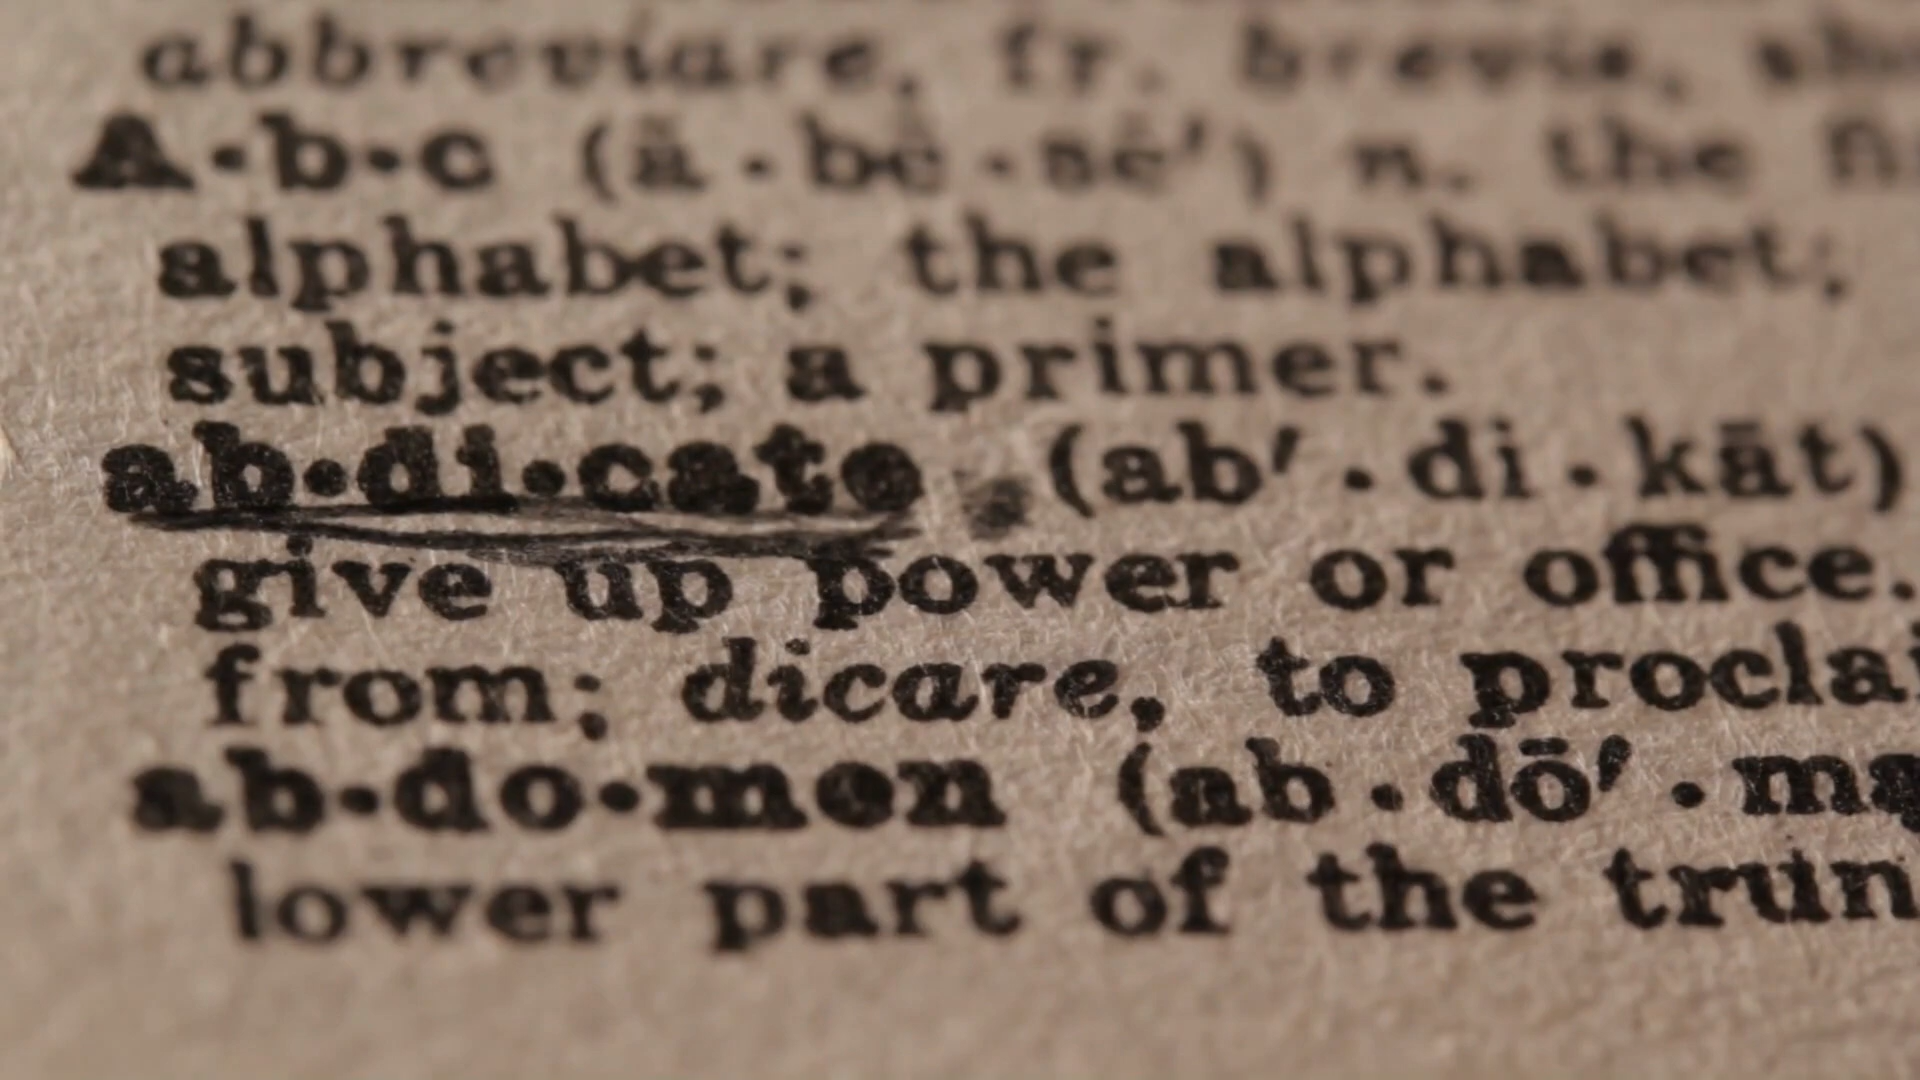 abbreviare, fr. brevis,
A·b·c (ā·bē·sē′) n. the
alphabet; the alphabet;
subject; a primer.
ab·di·cate (ab′·di·kāt)
give up power or office.
from; dicare, to
ab·do·men (ab·dō′·
lower part of the